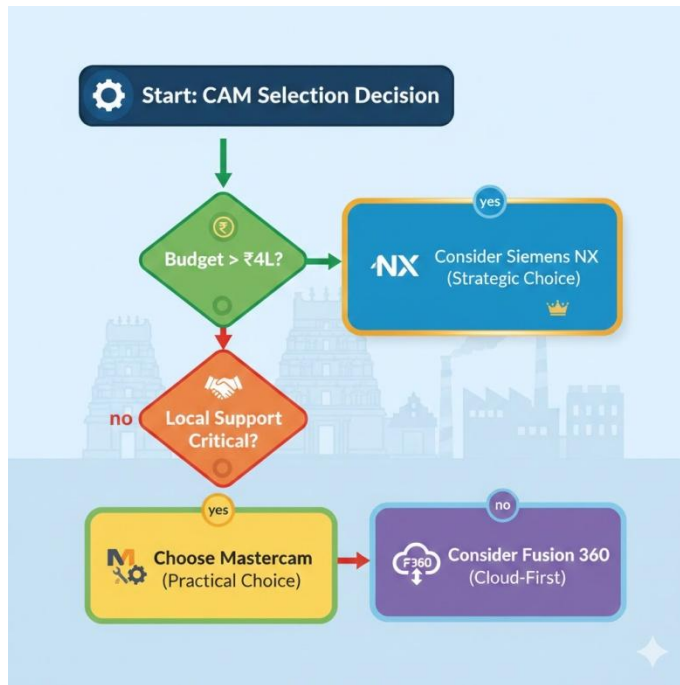 Start: CAM Selection Decision
₹
Budget > ₹4L?
yes
NX
Consider Siemens NX
(Strategic Choice)
no
Local Support
Critical?
yes
M
Choose Mastercam
(Practical Choice)
no
F360
Consider Fusion 360
(Cloud-First)